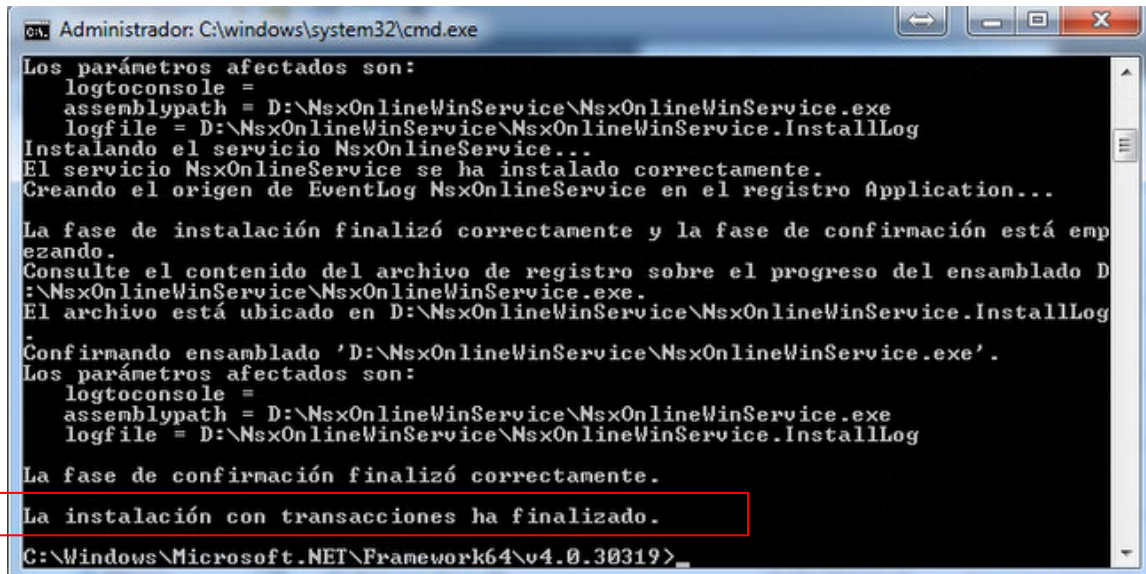 Administrador: C:\windows\system32\cmd.exe
Los parámetros afectados son:
logtoconsole =
assemblypath = D:\NsxOnlineWinService\NsxOnlineWinService.exe
logfile = D:\NsxOnlineWinService\NsxOnlineWinService.InstallLog
Instalando el servicio NsxOnlineService...
El servicio NsxOnlineService se ha instalado correctamente.
Creando el origen de EventLog NsxOnlineService en el registro Application...
La fase de instalación finalizó correctamente y la fase de confirmación está emp
ezando.
Consulte el contenido del archivo de registro sobre el progreso del ensamblado D
:\NsxOnlineWinService\NsxOnlineWinService.exe.
El archivo está ubicado en D:\NsxOnlineWinService\NsxOnlineWinService.InstallLog
.
Confirmando ensamblado 'D:\NsxOnlineWinService\NsxOnlineWinService.exe'.
Los parámetros afectados son:
logtoconsole =
assemblypath = D:\NsxOnlineWinService\NsxOnlineWinService.exe
logfile = D:\NsxOnlineWinService\NsxOnlineWinService.InstallLog
La fase de confirmación finalizó correctamente.
La instalación con transacciones ha finalizado.
C:\Windows\Microsoft.NET\Framework64\v4.0.30319>_